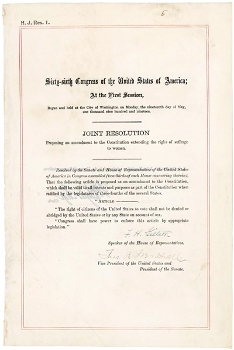 H. J. Res. 1.
5
Sixty-sixth Congress of the United States of America;
At the First Session,
Begun and held at the City of Washington on Monday, the nineteenth day of May,
one thousand nine hundred and nineteen.
JOINT RESOLUTION
Proposing an amendment to the Constitution extending the right of suffrage
to women.
Resolved by the Senate and House of Representatives of the United States
of America in Congress assembled (two-thirds of each House concurring therein),
That the following article is proposed as an amendment to the Constitution,
which shall be valid to all intents and purposes as part of the Constitution when
ratified by the legislatures of three-fourths of the several States.
"ARTICLE
"The right of citizens of the United States to vote shall not be denied or
abridged by the United States or by any State on account of sex.
"Congress shall have power to enforce this article by appropriate
legislation."
F. H. Gillett
Speaker of the House of Representatives.
Thos. R. Marshall
Vice President of the United States and
President of the Senate.